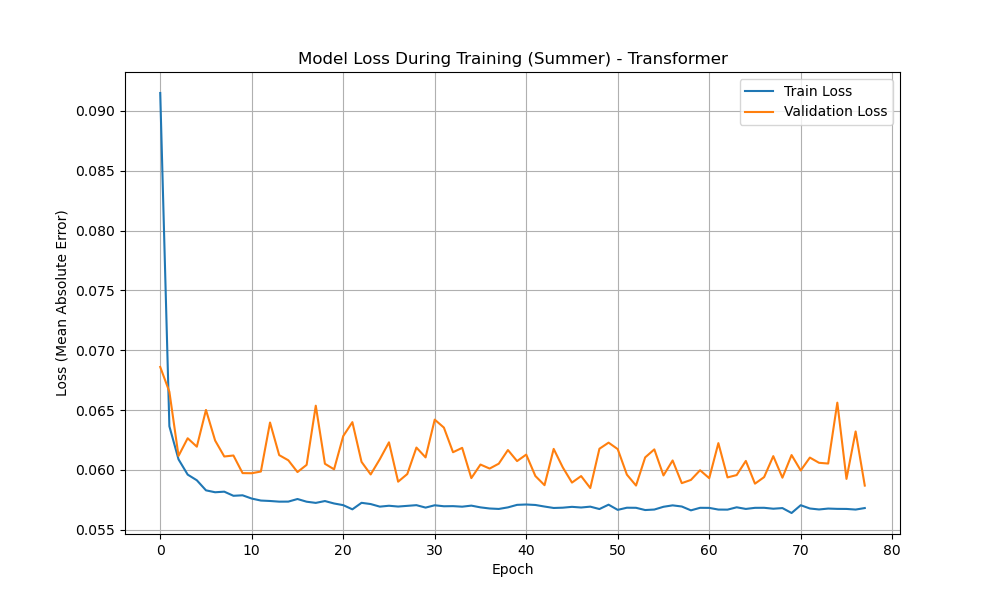 Model Loss During Training (Summer) - Transformer
Train Loss
Validation Loss
Loss (Mean Absolute Error)
0.090
0.085
0.080
0.075
0.070
0.065
0.060
0.055
0 10 20 30 40 50 60 70 80
Epoch